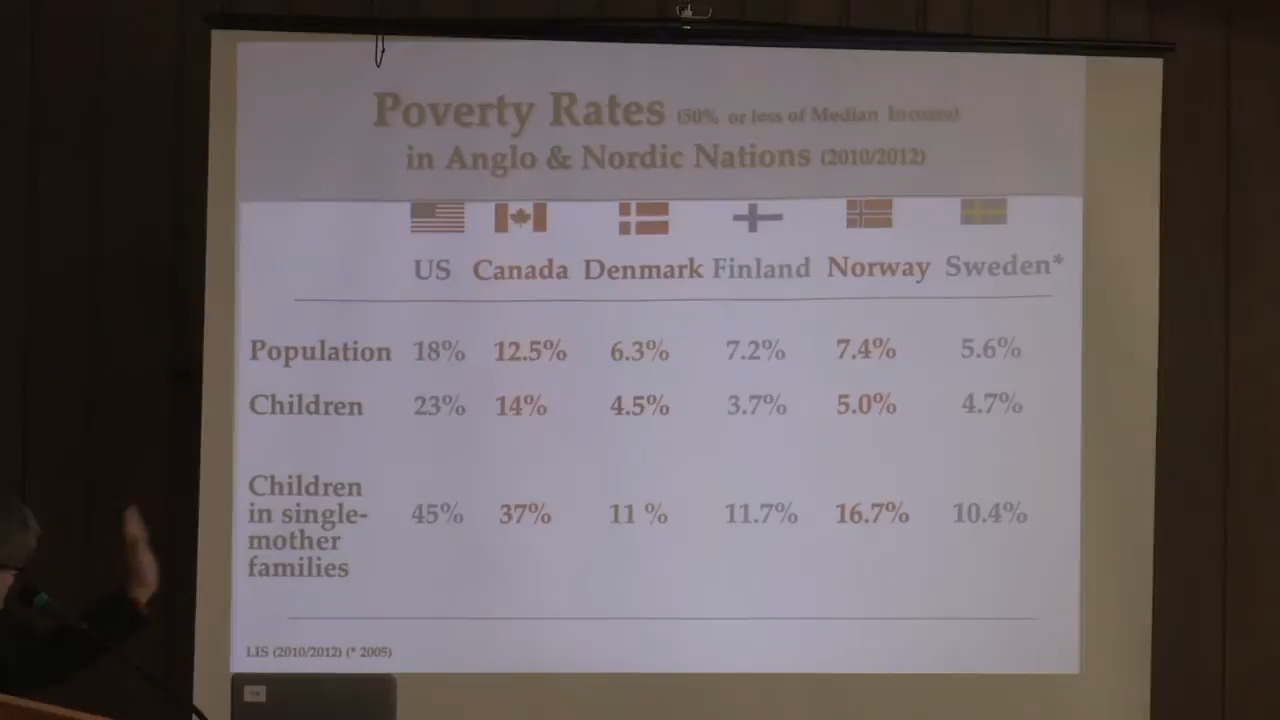 Poverty Rates (50% or less of Median Income)
in Anglo & Nordic Nations (2010/2012)
US Canada Denmark Finland Norway Sweden*
Population 18% 12.5% 6.3% 7.2% 7.4% 5.6%
Children 23% 14% 4.5% 3.7% 5.0% 4.7%
Children
in single- 45% 37% 11 % 11.7% 16.7% 10.4%
mother
families
LIS (2010/2012) (* 2005)